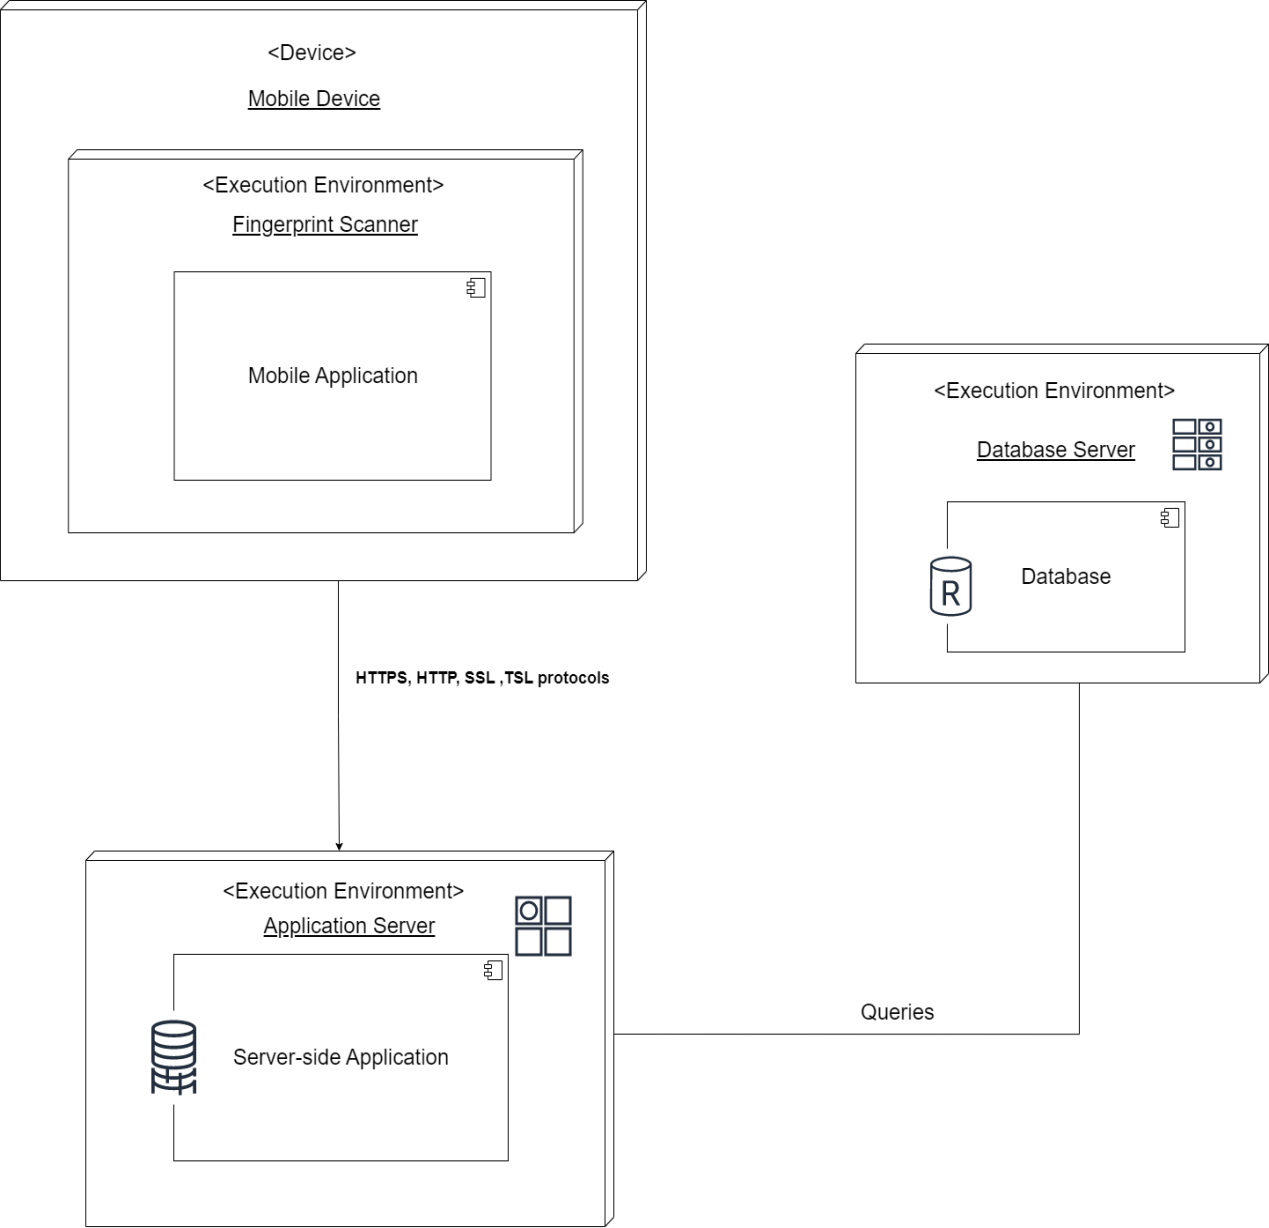 <Device>
Mobile Device
<Execution Environment>
Fingerprint Scanner
Mobile Application
<Execution Environment>
Database Server
R
Database
HTTPS, HTTP, SSL ,TSL protocols
<Execution Environment>
Application Server
Server-side Application
Queries